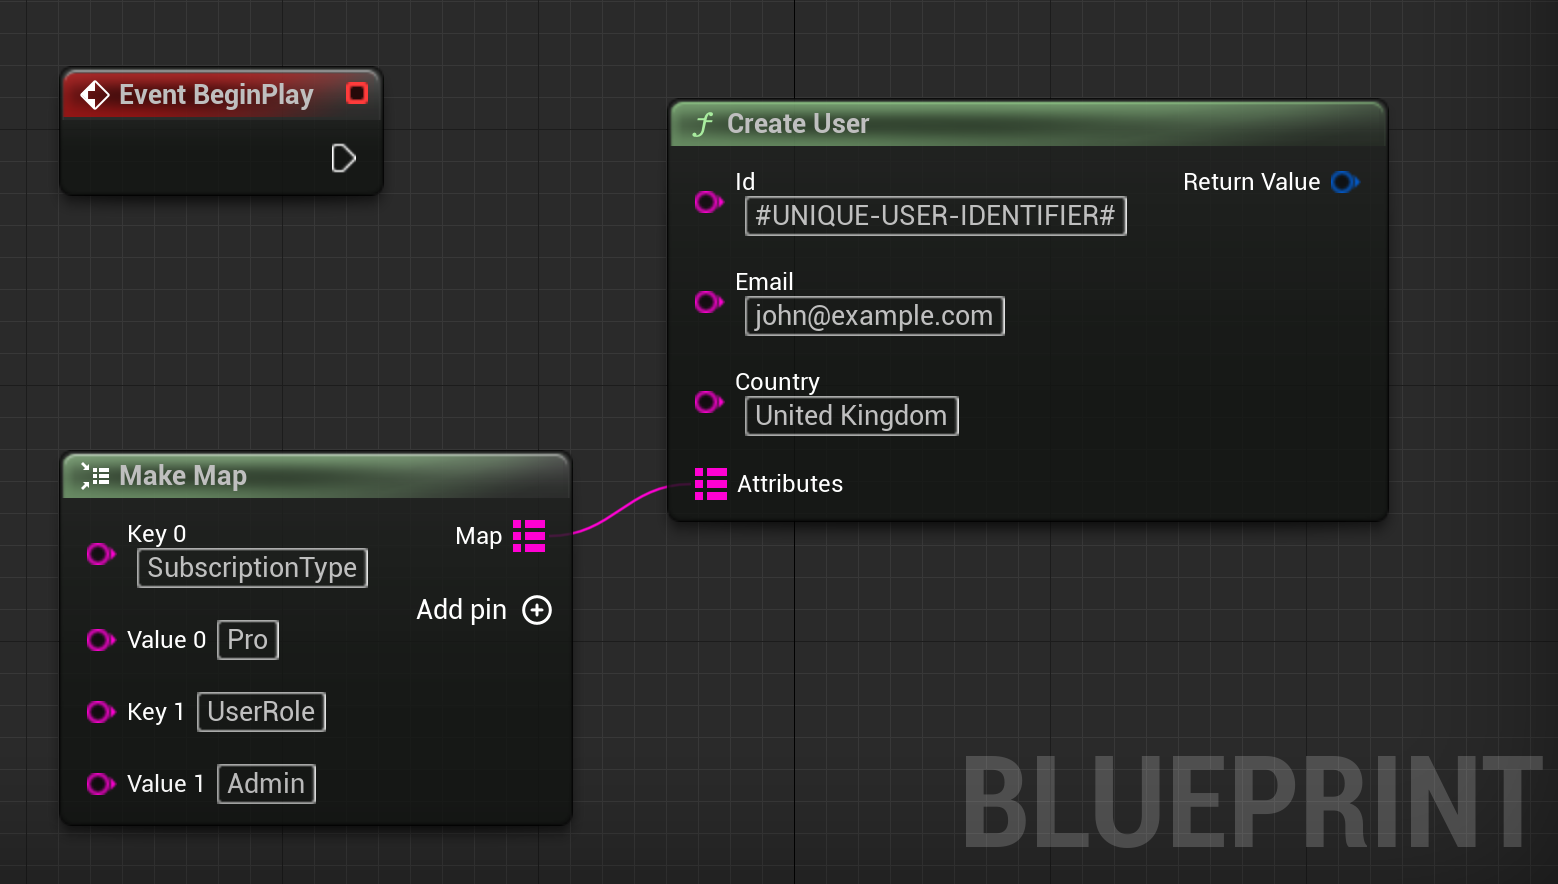 Event BeginPlay
Create User
Id
#UNIQUE-USER-IDENTIFIER#
Return Value
Email
john@example.com
Country
United Kingdom
Attributes
Make Map
Key 0
SubscriptionType
Map
Add pin
Value 0 Pro
Key 1 UserRole
Value 1 Admin
BLUEPRINT